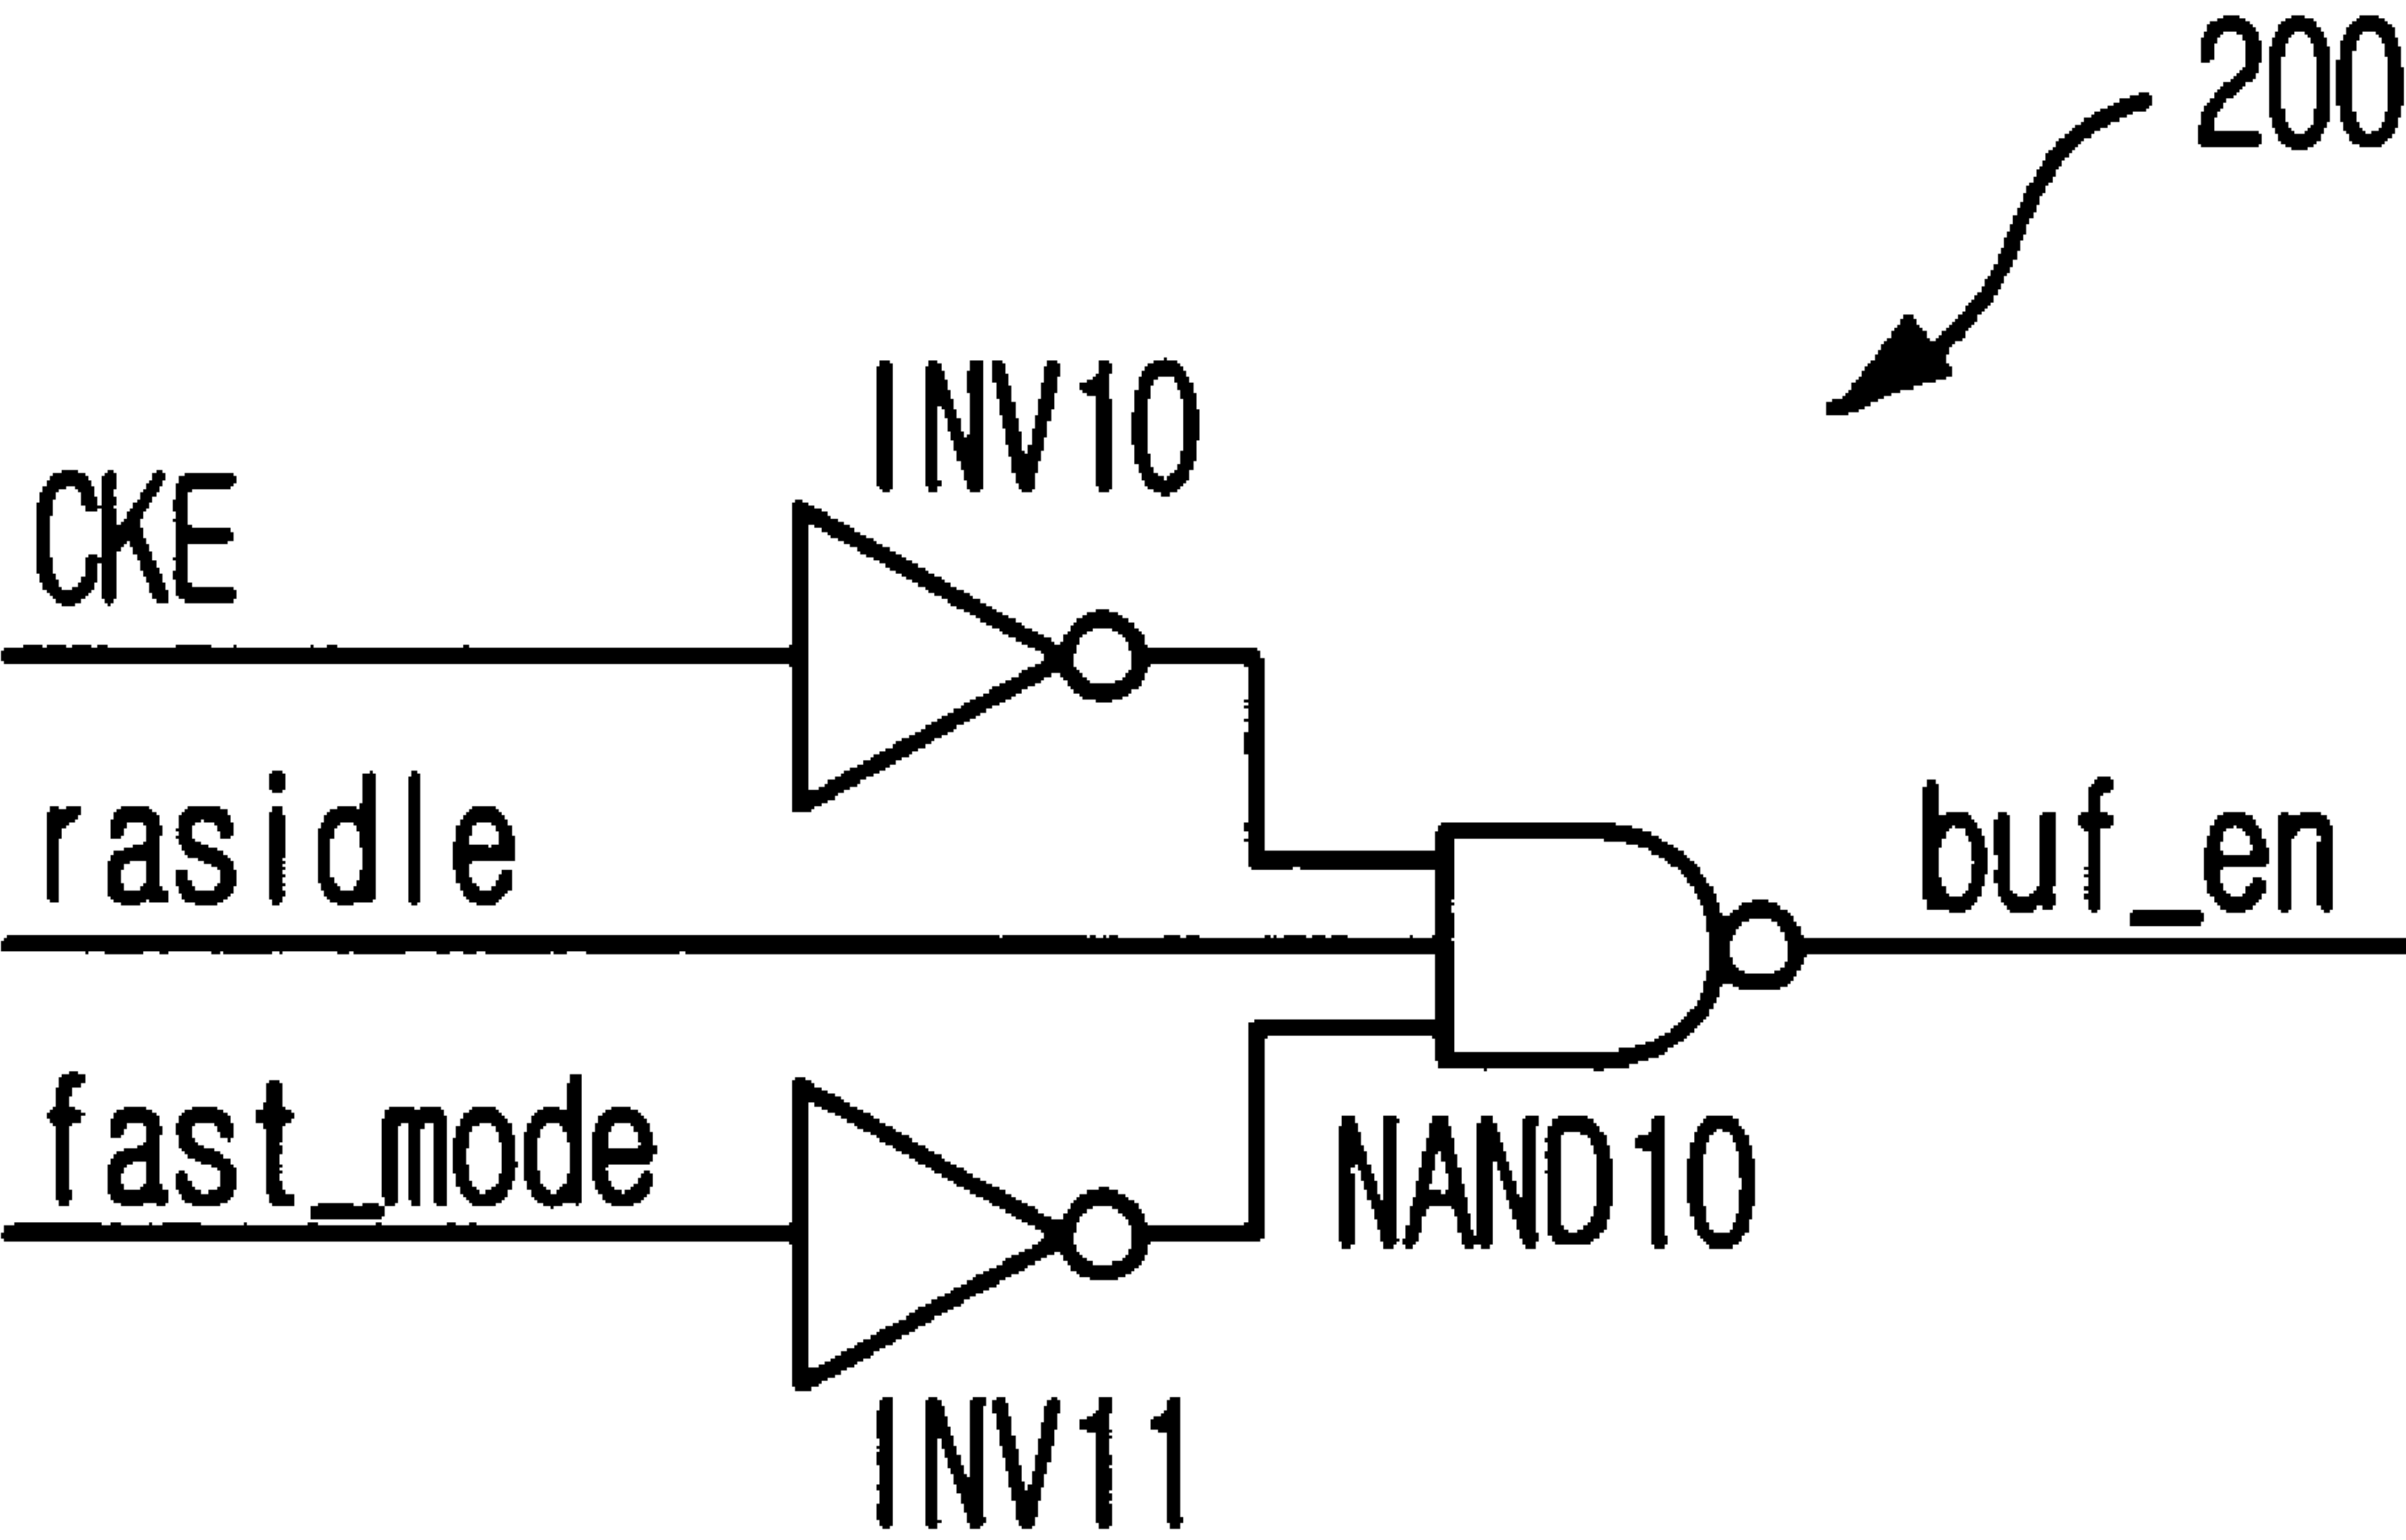 200
INV10
CKE
rasidle
buf_en
fast_mode
NAND10
INV11